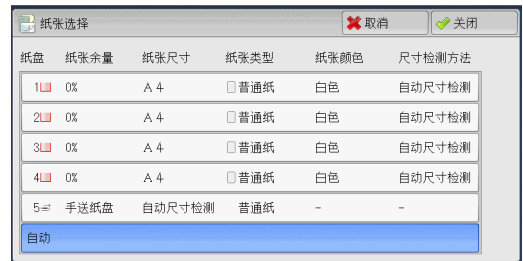 纸张选择 取消 关闭
纸盘 纸张余量 纸张尺寸 纸张类型 纸张颜色 尺寸检测方法
1 0% A4 普通纸 白色 自动尺寸检测
2 0% A4 普通纸 白色 自动尺寸检测
3 0% A4 普通纸 白色 自动尺寸检测
4 0% A4 普通纸 白色 自动尺寸检测
5 手送纸盘 自动尺寸检测 普通纸 - -
自动